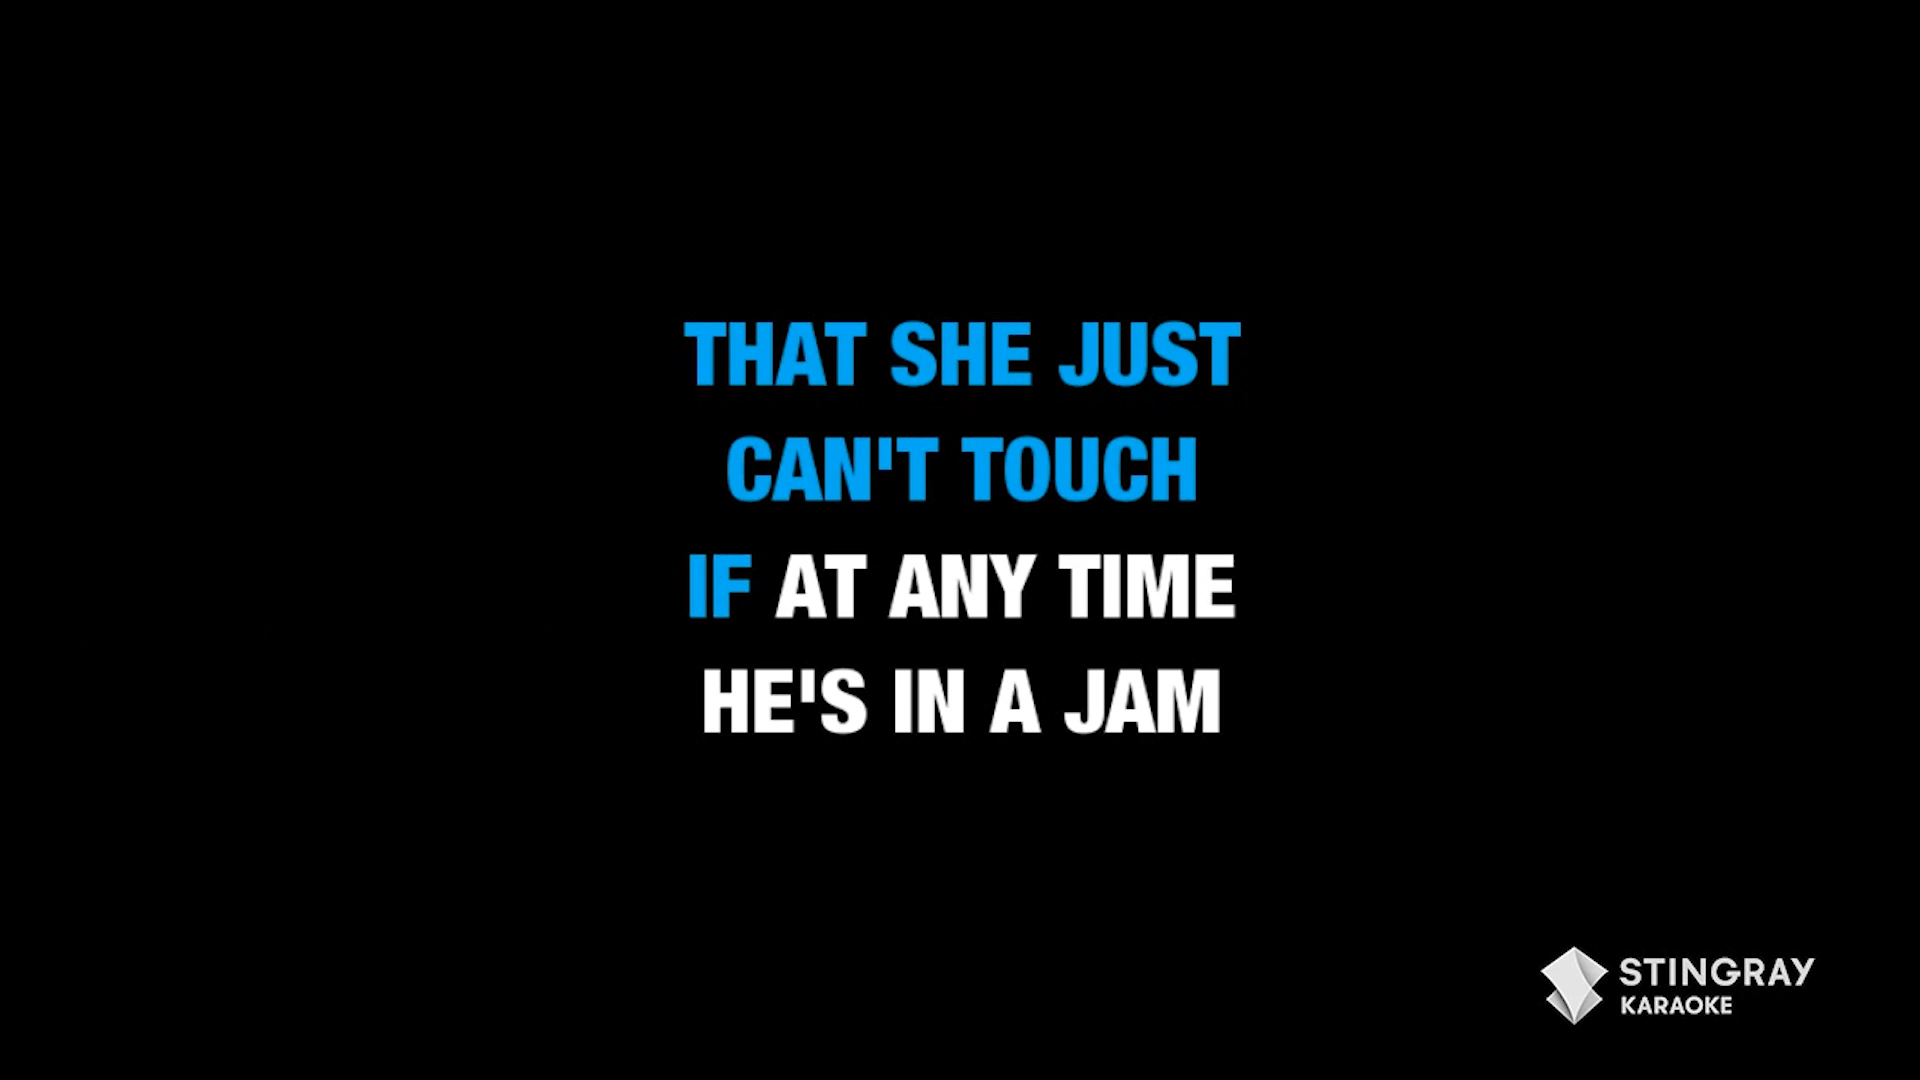 THAT SHE JUST
CAN'T TOUCH
IF AT ANY TIME
HE'S IN A JAM
STINGRAY
KARAOKE